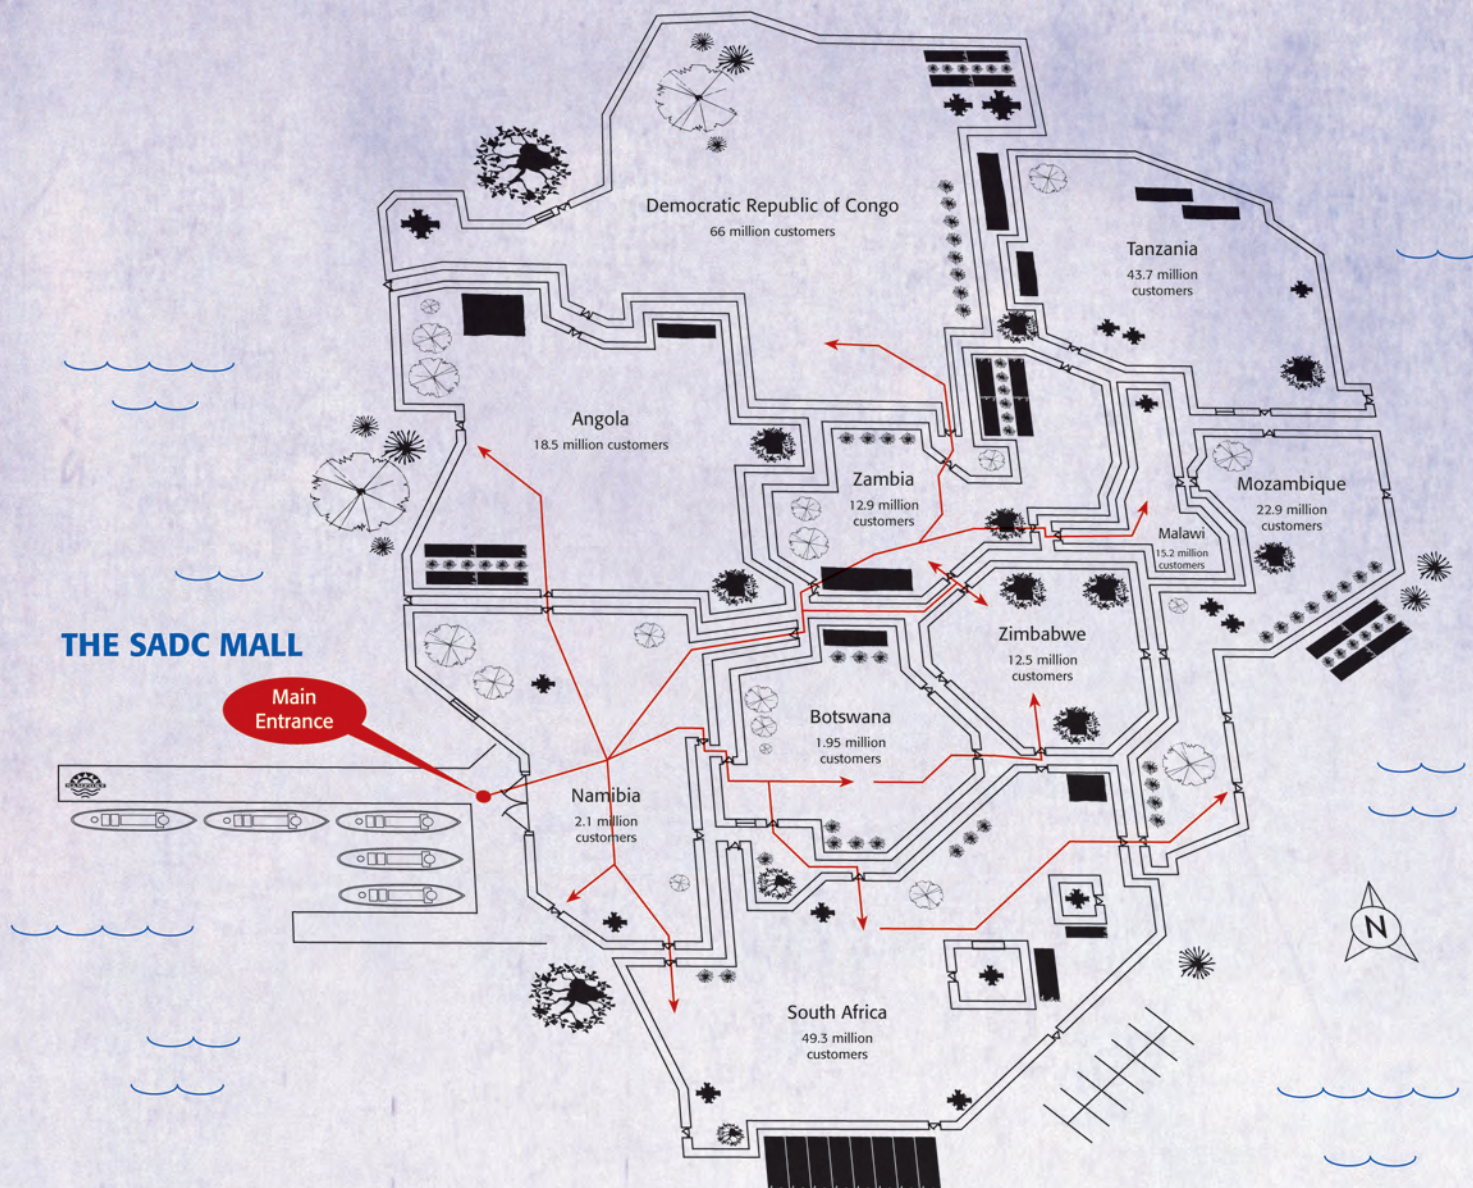 Democratic Republic of Congo
66 million customers
Tanzania
43.7 million
customers
Angola
18.5 million customers
Zambia
12.9 million
customers
Mozambique
22.9 million
customers
Malawi
15.2 million
customers
THE SADC MALL
Main
Entrance
Zimbabwe
12.5 million
customers
Botswana
1.95 million
customers
Namibia
2.1 million
customers
NAMPORT
N
South Africa
49.3 million
customers